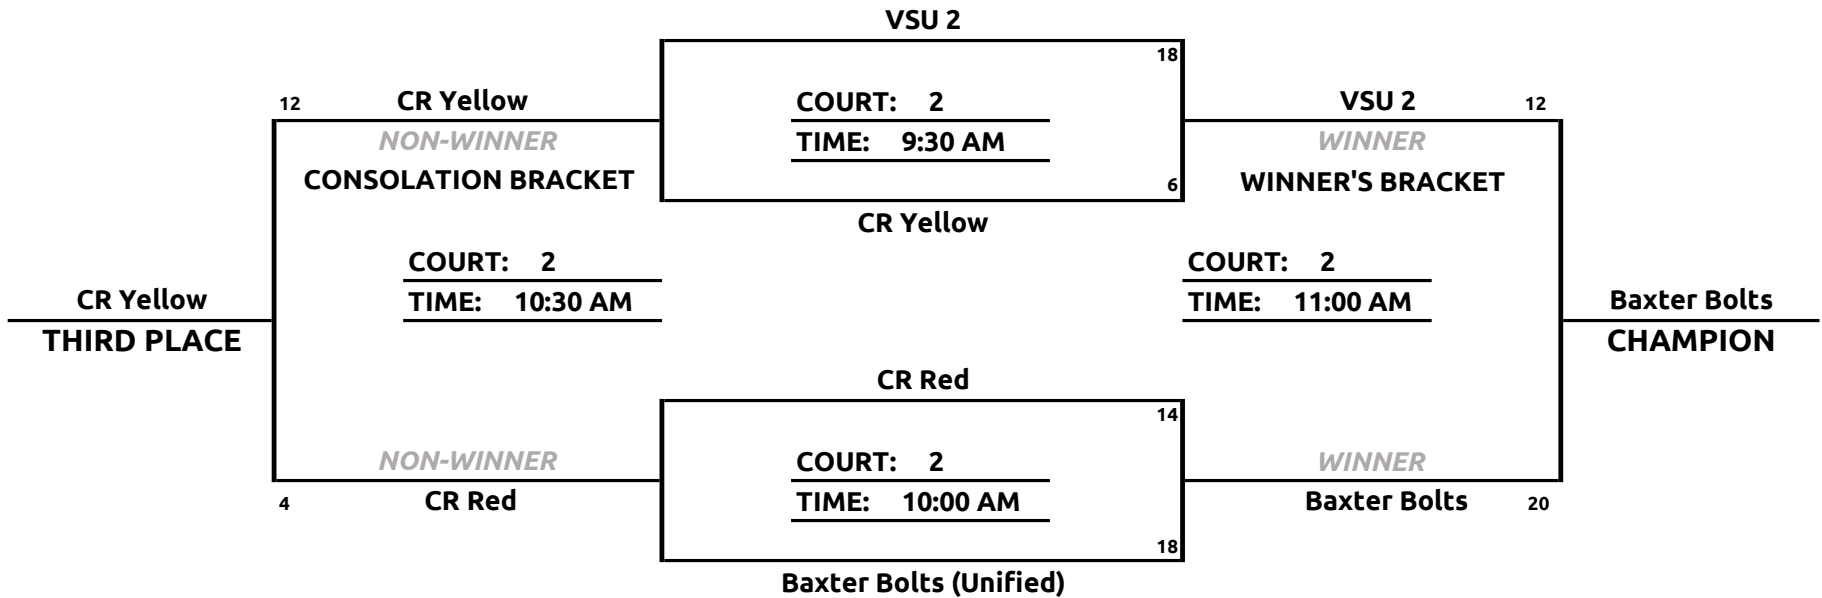 VSU 2
18
12 CR Yellow
COURT: 2
VSU 2 12
NON-WINNER
TIME: 9:30 AM
WINNER
CONSOLATION BRACKET
6
WINNER'S BRACKET
CR Yellow
COURT: 2
COURT: 2
CR Yellow
TIME: 10:30 AM
TIME: 11:00 AM
Baxter Bolts
THIRD PLACE
CHAMPION
CR Red
14
NON-WINNER
COURT: 2
WINNER
4 CR Red
TIME: 10:00 AM
Baxter Bolts 20
18
Baxter Bolts (Unified)